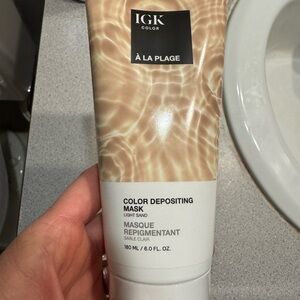 IGK
COLOR
À LA PLAGE
COLOR DEPOSITING
MASK
LIGHT SAND
MASQUE
REPIGMENTANT
SABLE CLAIR
180 ML / 6.0 FL. OZ.